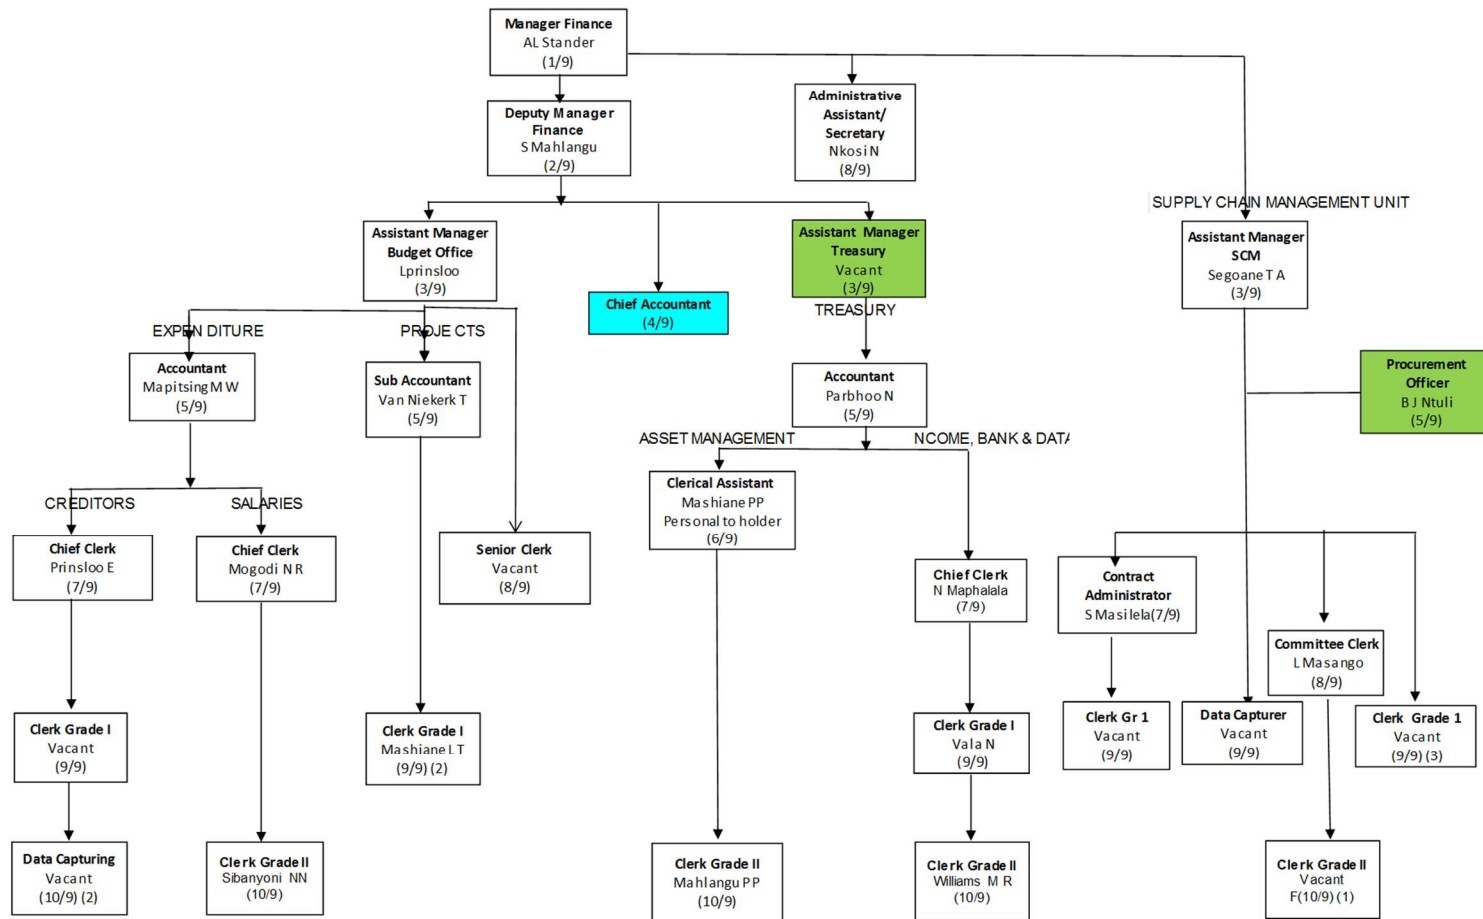 Manager Finance
AL Stander
(1/9)
Deputy Manager
Finance
S Mahlangu
(2/9)
Administrative
Assistant/
Secretary
Nkosi N
(8/9)
SUPPLY CHAIN MANAGEMENT UNIT
Assistant Manager
Budget Office
Lprinsloo
(3/9)
Chief Accountant
(4/9)
Assistant Manager
Treasury
Vacant
(3/9)
Assistant Manager
SCM
Segoane T A
(3/9)
EXPEN DITURE
PROJE CTS
TREASURY
Accountant
Mapitsing M W
(5/9)
Sub Accountant
Van Niekerk T
(5/9)
Accountant
Parbhoo N
(5/9)
Procurement
Officer
B J Ntuli
(5/9)
ASSET MANAGEMENT
NCOME, BANK & DATA
CREDITORS
SALARIES
Clerical Assistant
Mashiane PP
Personal to holder
(6/9)
Chief Clerk
Prinsloo E
(7/9)
Chief Clerk
Mogodi N R
(7/9)
Senior Clerk
Vacant
(8/9)
Chief Clerk
N Maphalala
(7/9)
Contract
Administrator
S Masilela(7/9)
Committee Clerk
L Masango
(8/9)
Clerk Grade I
Vacant
(9/9)
Clerk Grade I
Mashiane LT
(9/9) (2)
Clerk Grade I
Vala N
(9/9)
Clerk Gr 1
Vacant
(9/9)
Data Capturer
Vacant
(9/9)
Clerk Grade 1
Vacant
(9/9) (3)
Data Capturing
Vacant
(10/9) (2)
Clerk Grade II
Sibanyoni NN
(10/9)
Clerk Grade II
Mahlangu PP
(10/9)
Clerk Grade II
Williams M R
(10/9)
Clerk Grade II
Vacant
F(10/9) (1)